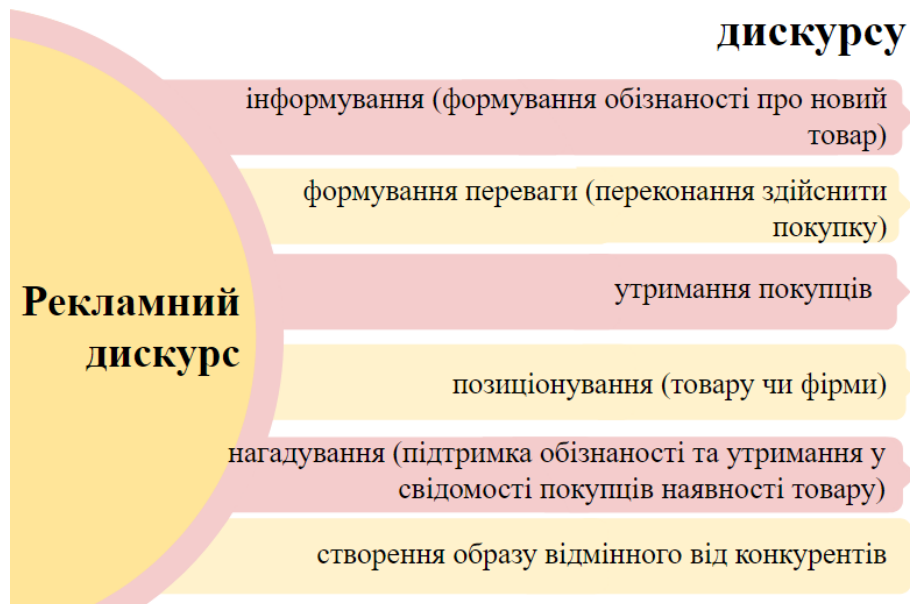 дискурсу
інформування (формування обізнаності про новий
товар)
формування переваги (переконання здійснити
покупку)
утримання покупців
Рекламний
дискурс
позиціонування (товару чи фірми)
нагадування (підтримка обізнаності та утримання у
свідомості покупців наявності товару)
створення образу відмінного від конкурентів